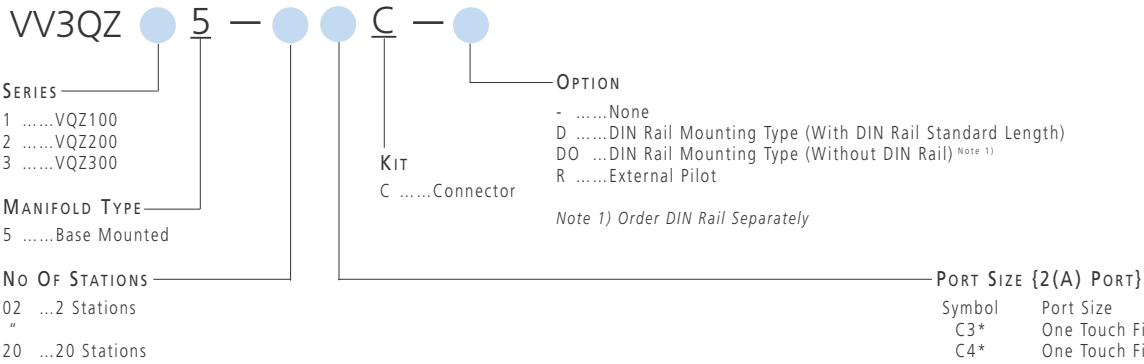 VV3QZ 5 — C —
SERIES
1 ......VQZ100
2 ......VQZ200
3 ......VQZ300
MANIFOLD TYPE
5 ......Base Mounted
NO OF STATIONS
02 ...2 Stations
"
20 ...20 Stations
KIT
C ......Connector
OPTION
- ......None
D ......DIN Rail Mounting Type (With DIN Rail Standard Length)
DO ...DIN Rail Mounting Type (Without DIN Rail) Note 1)
R ......External Pilot
Note 1) Order DIN Rail Separately
PORT SIZE {2(A) PORT}
Symbol Port Size
C3* One Touch
C4* One Touch